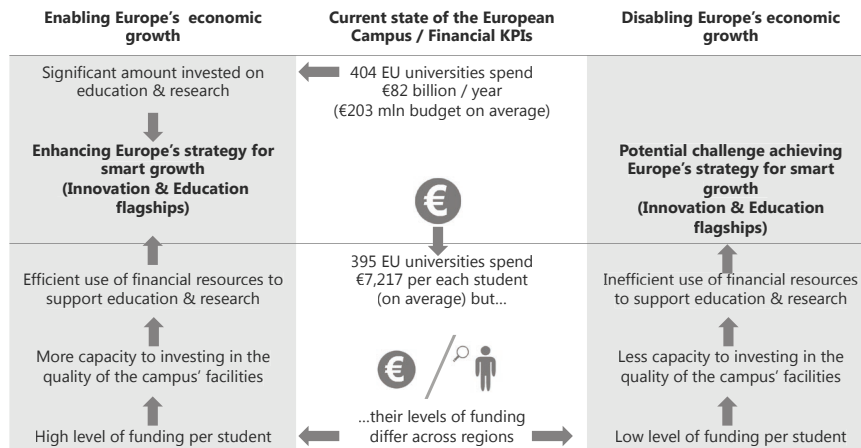 Enabling Europe's  economic
growth
Current state of the European
Campus / Financial KPIs
Disabling Europe's economic
growth
Significant amount invested on
education & research
404 EU universities spend
€82 billion / year
(€203 mln budget on average)
Enhancing Europe's strategy for
smart growth
(Innovation & Education
flagships)
€
Potential challenge achieving
Europe's strategy for smart
growth
(Innovation & Education
flagships)
Efficient use of financial resources to
support education & research
395 EU universities spend
€7,217 per each student
(on average) but...
Inefficient use of financial resources
to support education & research
More capacity to investing in the
quality of the campus' facilities
€
Less capacity to investing in the
quality of the campus' facilities
High level of funding per student
...their levels of funding
differ across regions
Low level of funding per student